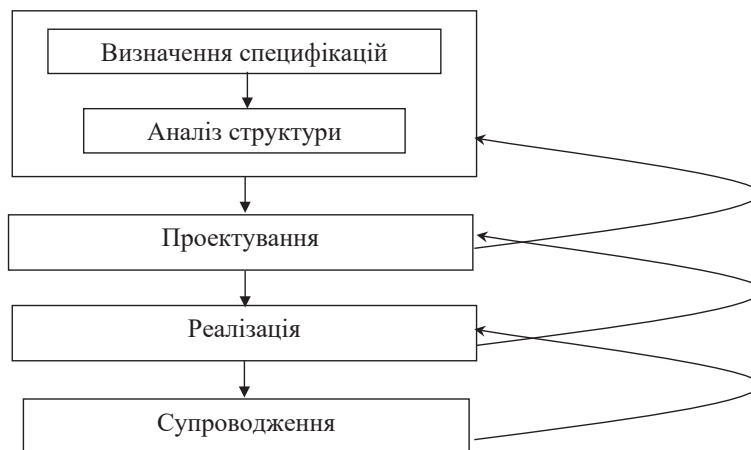 Визначення специфікацій
Аналіз структури
Проектування
Реалізація
Супроводження